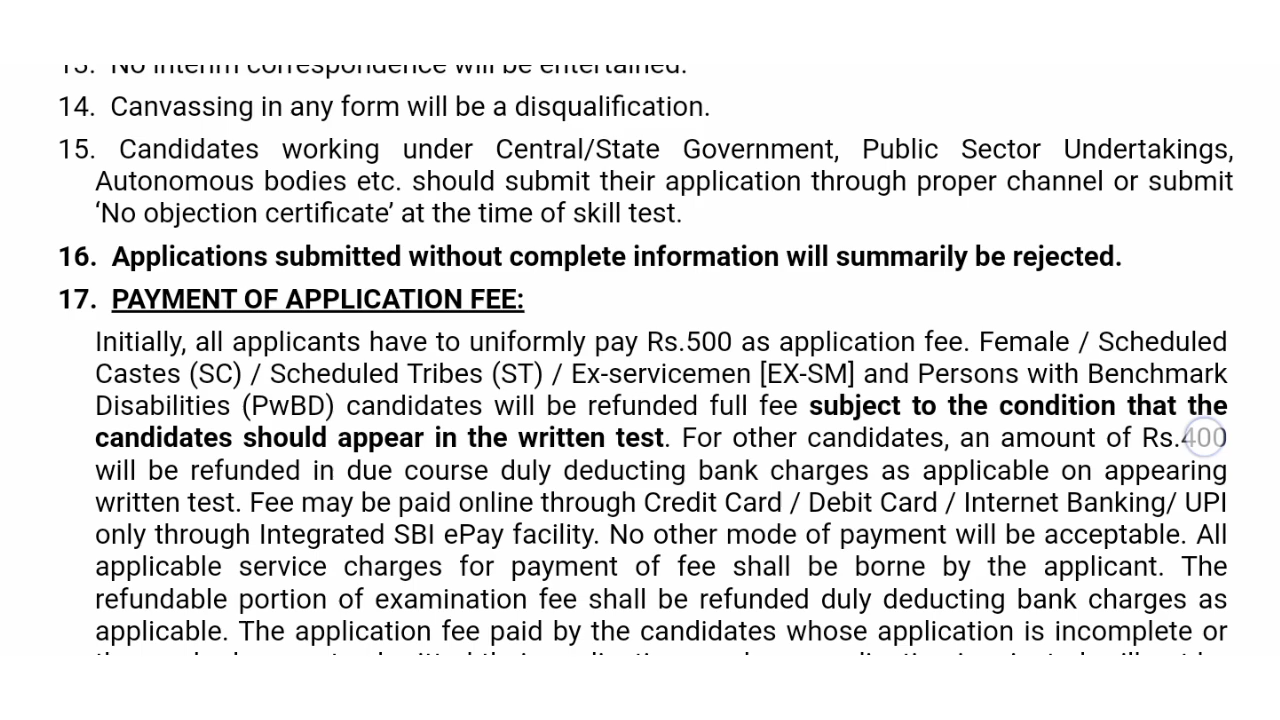 13. No interim correspondence will be entertained.
14. Canvassing in any form will be a disqualification.
15. Candidates working under Central/State Government, Public Sector Undertakings,
Autonomous bodies etc. should submit their application through proper channel or submit
‘No objection certificate’ at the time of skill test.
16. Applications submitted without complete information will summarily be rejected.
17. PAYMENT OF APPLICATION FEE:
Initially, all applicants have to uniformly pay Rs.500 as application fee. Female / Scheduled
Castes (SC) / Scheduled Tribes (ST) / Ex-servicemen [EX-SM] and Persons with Benchmark
Disabilities (PwBD) candidates will be refunded full fee subject to the condition that the
candidates should appear in the written test. For other candidates, an amount of Rs.400
will be refunded in due course duly deducting bank charges as applicable on appearing
written test. Fee may be paid online through Credit Card / Debit Card / Internet Banking/ UPI
only through Integrated SBI ePay facility. No other mode of payment will be acceptable. All
applicable service charges for payment of fee shall be borne by the applicant. The
refundable portion of examination fee shall be refunded duly deducting bank charges as
applicable. The application fee paid by the candidates whose application is incomplete or